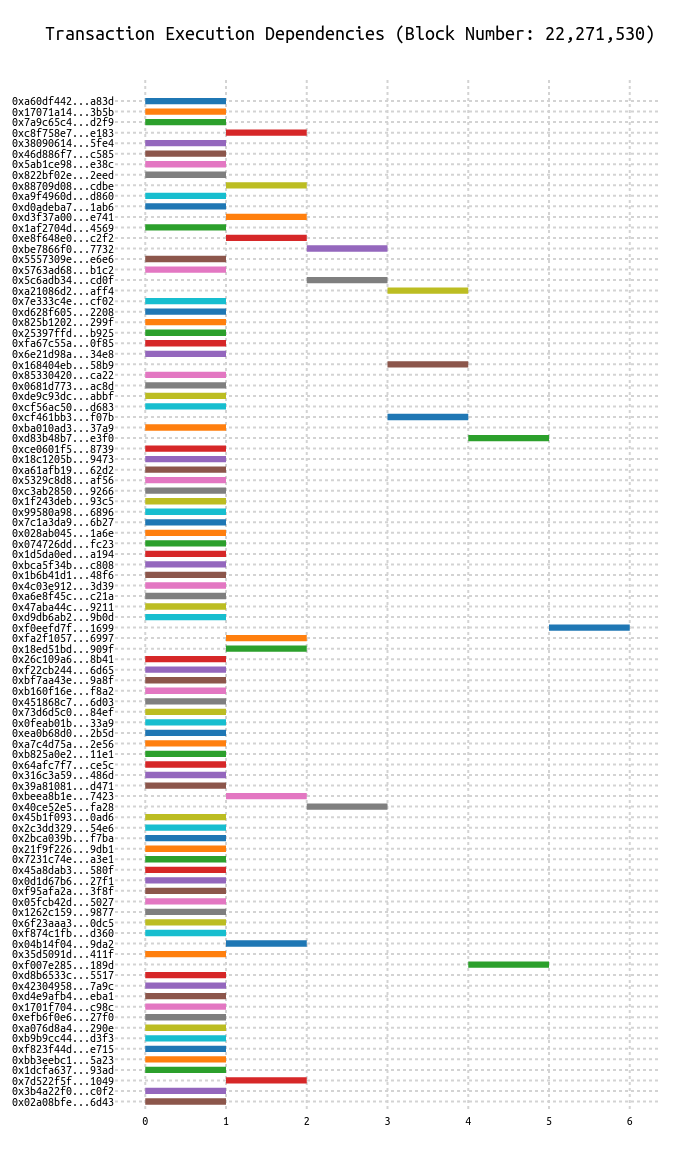 Transaction Execution Dependencies (Block Number: 22,271,530)
0xa60df442...a83d
0x17071a14...3b5b
0x7a9c65c4...d2f9
0xc8f758e7...e183
0x38090614...5fe4
0x46d886f7...c585
0x5ab1ce98...e38c
0x822bf02e...2eed
0x88709d08...cdbe
0xa9f4960d...d860
0xd0adeba7...1ab6
0xd3f37a00...e741
0x1af2704d...4569
0xe8f648e0...c2f2
0xbe7866f0...7732
0x5557309e...e6e6
0x5763ad68...b1c2
0x5c6adb34...cd0f
0xa21086d2...aff4
0x7e333c4e...cf02
0xd628f605...2208
0x825b1202...299f
0x25397ffd...b925
0xfa67c55a...0f85
0x6e21d98a...34e8
0x168404eb...58b9
0x85330420...ca22
0x0681d773...ac8d
0xde9c93dc...abbf
0xcf56ac50...d683
0xcf461bb3...f07b
0xba010ad3...37a9
0xd83b48b7...e3f0
0xce0601f5...8739
0x18c1205b...9473
0xa61afb19...62d2
0x5329c8d8...af56
0xc3ab2850...9266
0x1f243deb...93c5
0x99580a98...6896
0x7c1a3da9...6b27
0x028ab045...1a6e
0x074726dd...fc23
0x1d5da0ed...a194
0xbca5f34b...c808
0x1b6b41d1...48f6
0x4c03e912...3d39
0xa6e8f45c...c21a
0x47aba44c...9211
0xd9db6ab2...9b0d
0xf0eefd7f...1699
0xfa2f1057...6997
0x18ed51bd...909f
0x26c109a6...8b41
0xf22cb244...6d65
0xbf7aa43e...9a8f
0xb160f16e...f8a2
0x451868c7...6d03
0x73d6d5c0...84ef
0x0feab01b...33a9
0xea0b68d0...2b5d
0xa7c4d75a...2e56
0xb825a0e2...11e1
0x64afc7f7...ce5c
0x316c3a59...486d
0x39a81081...d471
0xbeea8b1e...7423
0x40ce52e5...fa28
0x45b1f093...0ad6
0x2c3dd329...54e6
0x2bca039b...f7ba
0x21f9f226...9db1
0x7231c74e...a3e1
0x45a8dab3...580f
0x0d1d67b6...27f1
0xf95afa2a...3f8f
0x05fcb42d...5027
0x1262c159...9877
0x6f23aaa3...0dc5
0xf874c1fb...d360
0x04b14f04...9da2
0x35d5091d...411f
0xf007e285...189d
0xd8b6533c...5517
0x42304958...7a9c
0xd4e9afb4...eba1
0x1701f704...c98c
0xefb6f0e6...27f0
0xa076d8a4...290e
0xb9b9cc44...d3f3
0xf823f44d...e715
0xbb3eebc1...5a23
0x1dcfa637...93ad
0x7d522f5f...1049
0x3b4a22f0...c0f2
0x02a08bfe...6d43
0 1 2 3 4 5 6